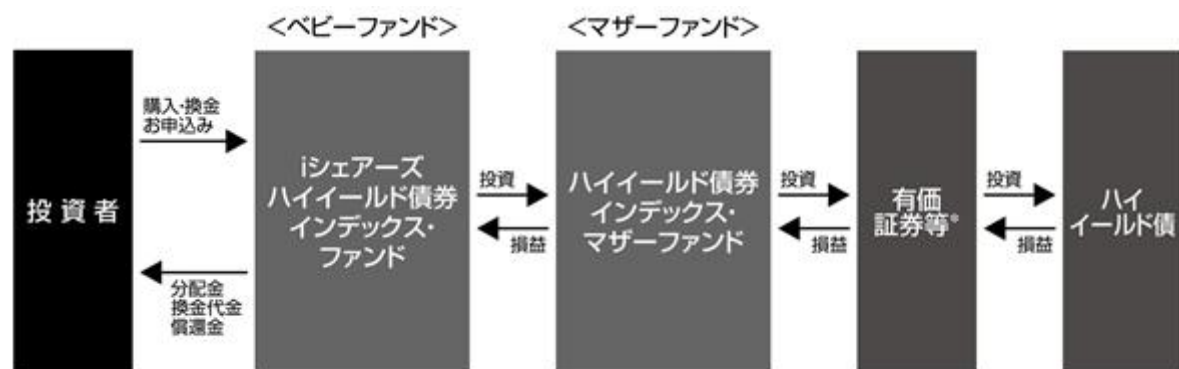 <ベビーファンド>
<マザーファンド>
投資者
購入・換金
お申込み
分配金
換金代金
償還金
iシェアーズ
ハイイールド債券
インデックス・
ファンド
投資
損益
ハイイールド債券
インデックス・
マザーファンド
投資
損益
有価
証券等*
投資
損益
ハイ
イールド債